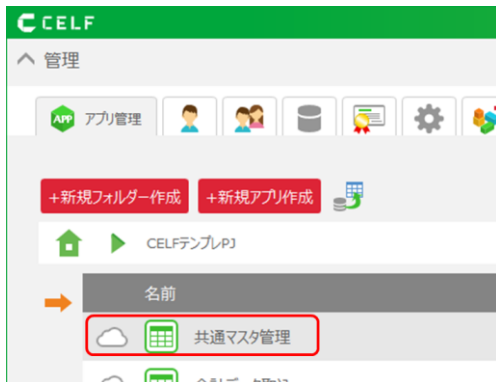 CELF
管理
APP アプリ管理
+新規フォルダー作成 +新規アプリ作成
CELFテンプレPJ
名前
共通マスタ管理